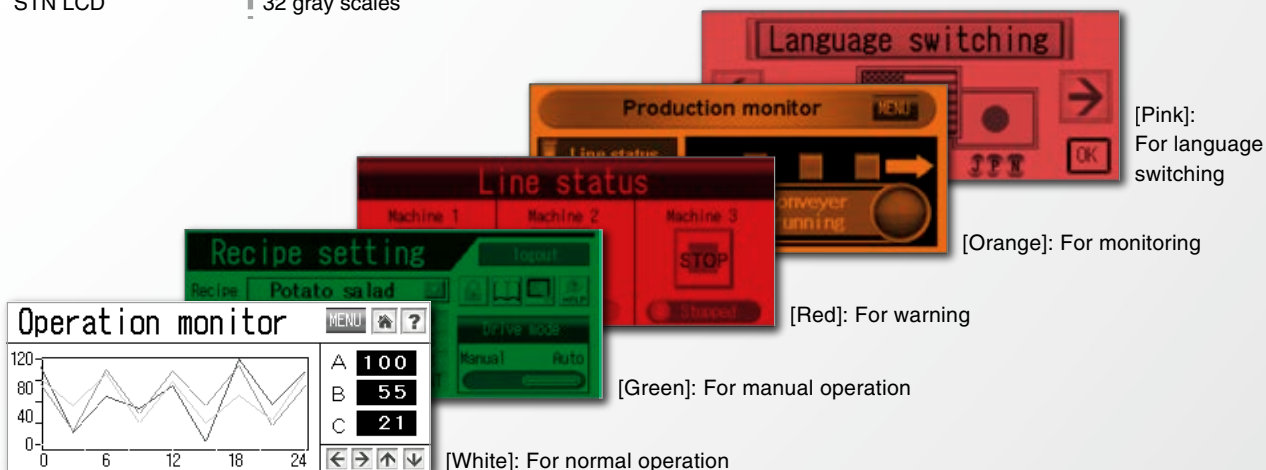 STN LCD
32 gray scales
Language switching
JPN
OK
[Pink]:
For language
switching
Production monitor
MENU
Line status
running
[Orange]: For monitoring
Line status
Machine 1
Machine 2
Machine 3
STOP
Stopped
[Red]: For warning
Recipe setting
logout
Recipe
Potato salad
HELP
Drive mode
Manual
Auto
[Green]: For manual operation
Operation monitor
MENU
?
120
80
40
0
0 6 12 18 24
A 100
B 55
C 21
[White]: For normal operation